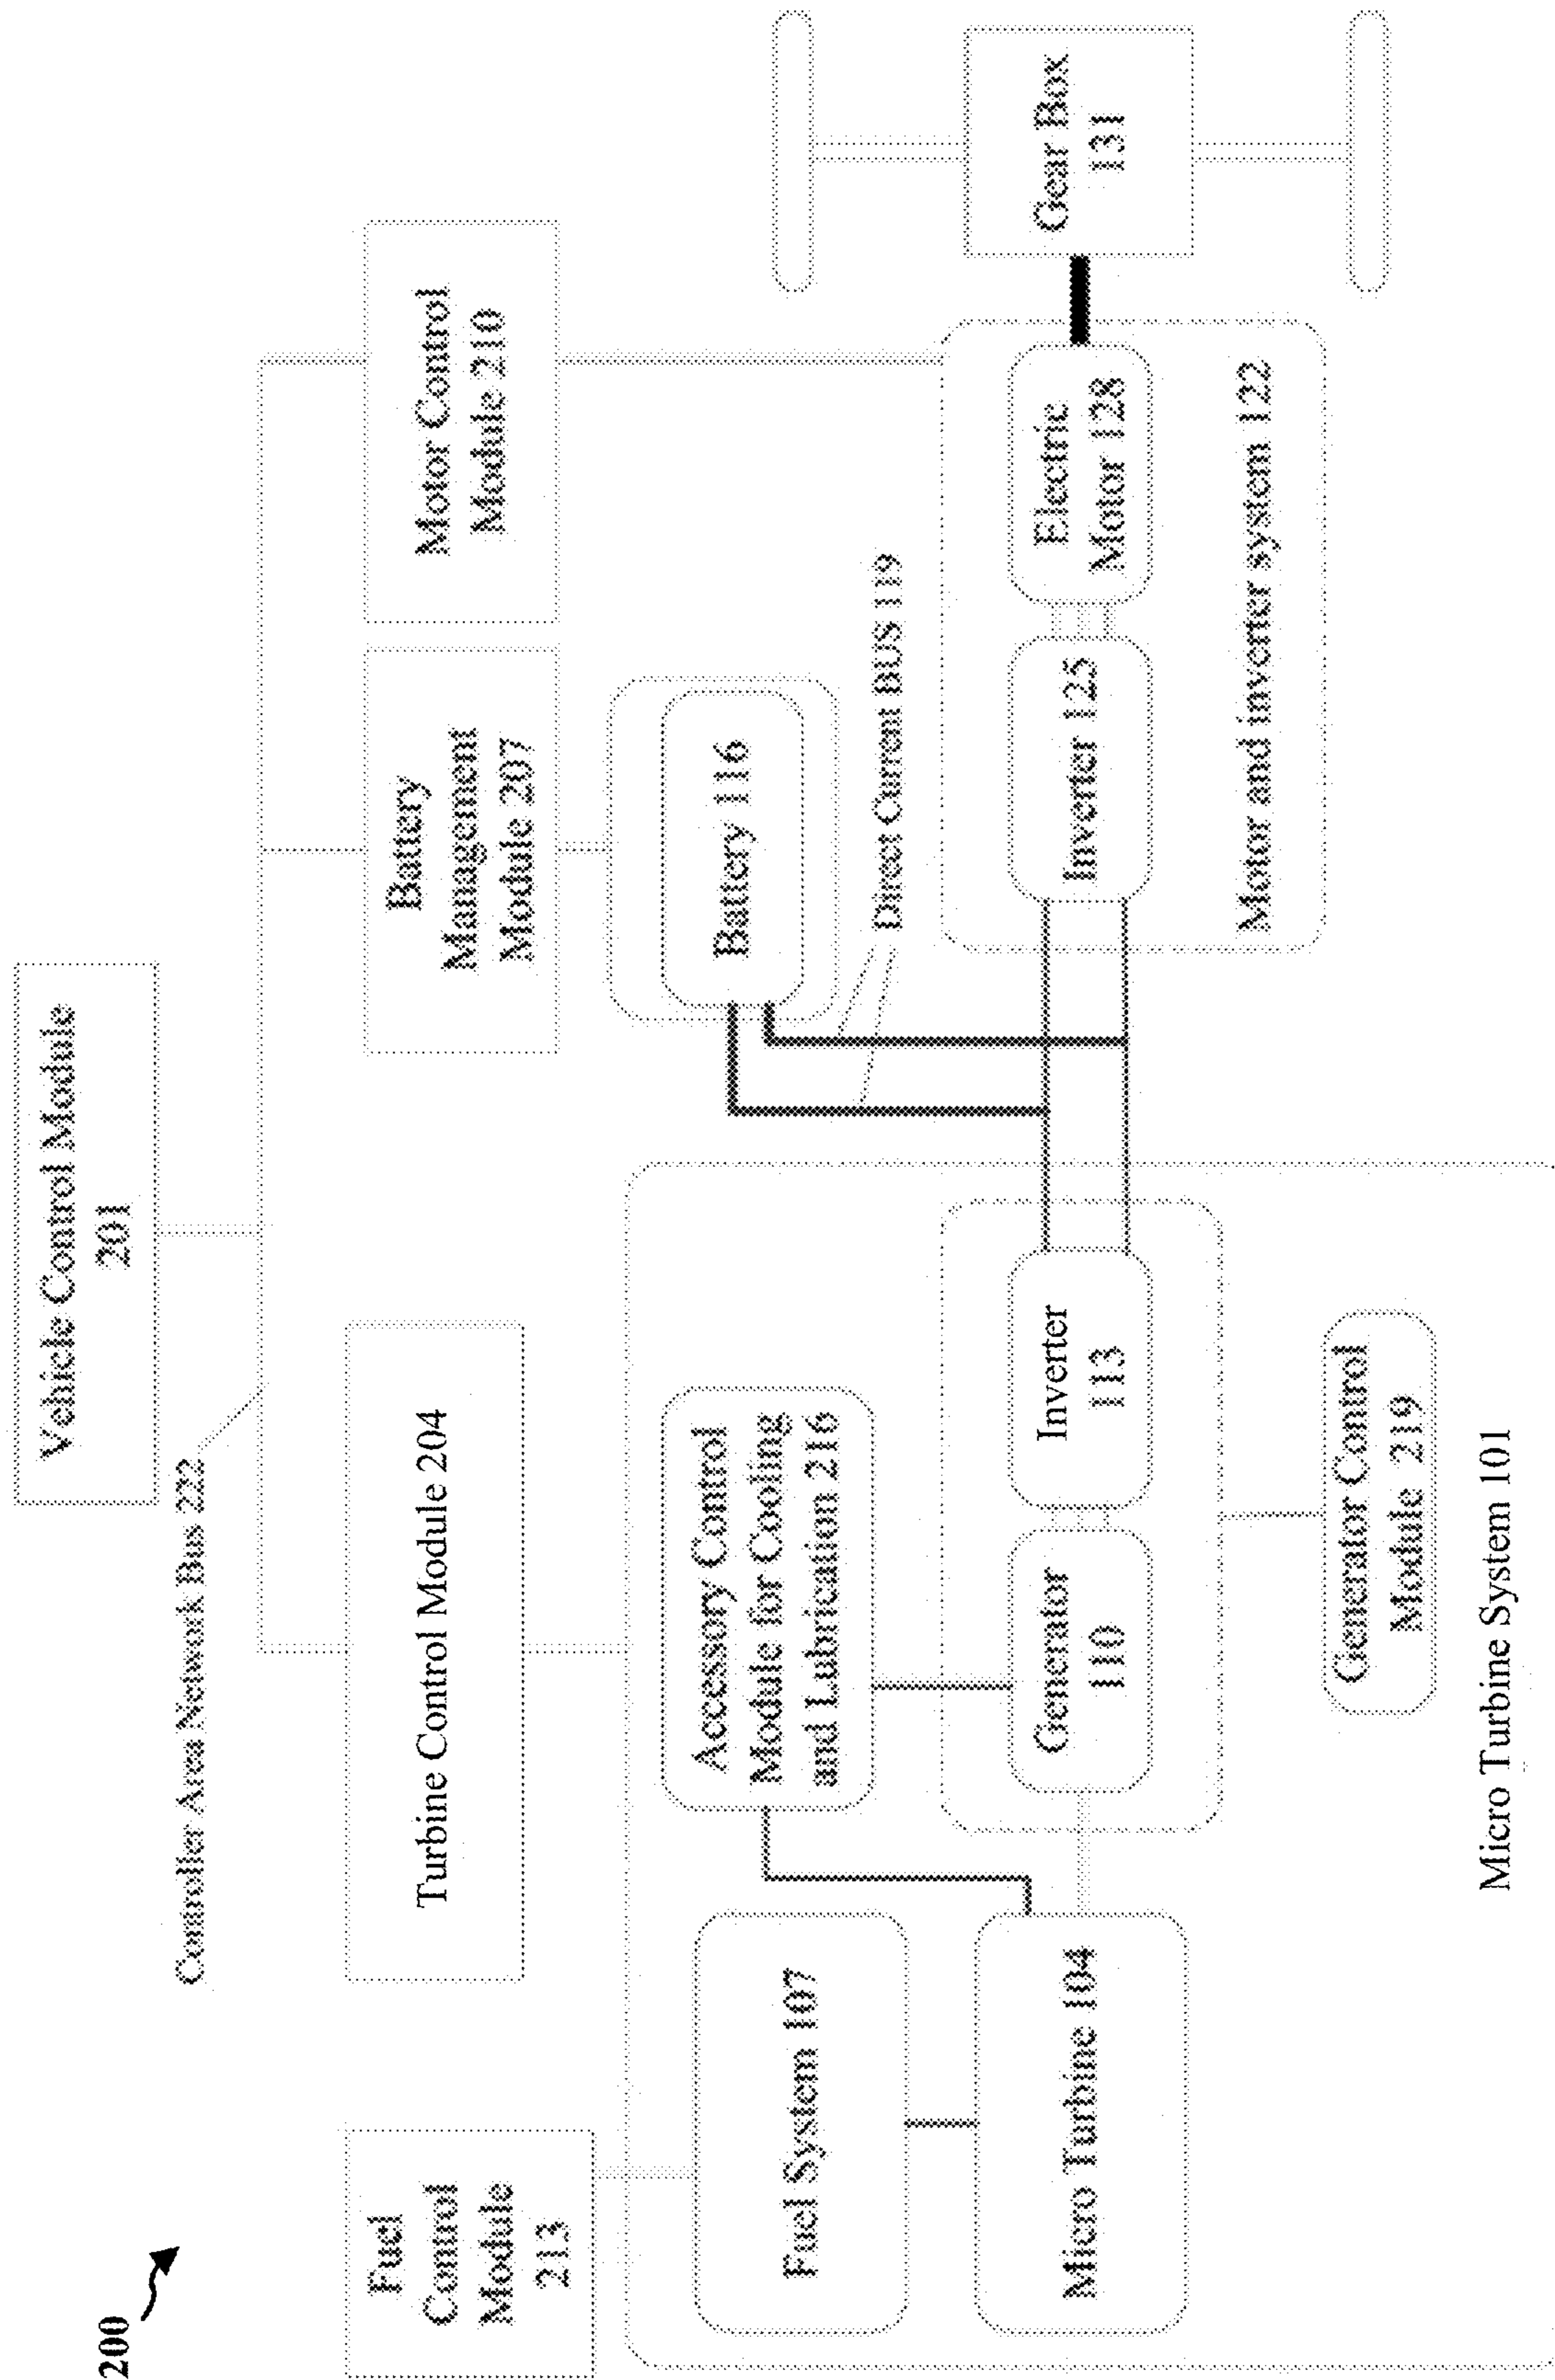 200
Vehicle Control Module
201
Controller Area Network Bus 222
Fuel
Control
Module
213
Turbine Control Module 204
Battery
Management
Module 207
Motor Control
Module 210
Fuel System 107
Accessory Control
Module for Cooling
and Lubrication 216
Battery 116
Direct Current BUS 119
Micro Turbine 104
Generator
110
Inverter
113
Inverter 125
Electric
Motor 128
Gear Box
131
Motor and inverter system 122
Generator Control
Module 219
Micro Turbine System 101